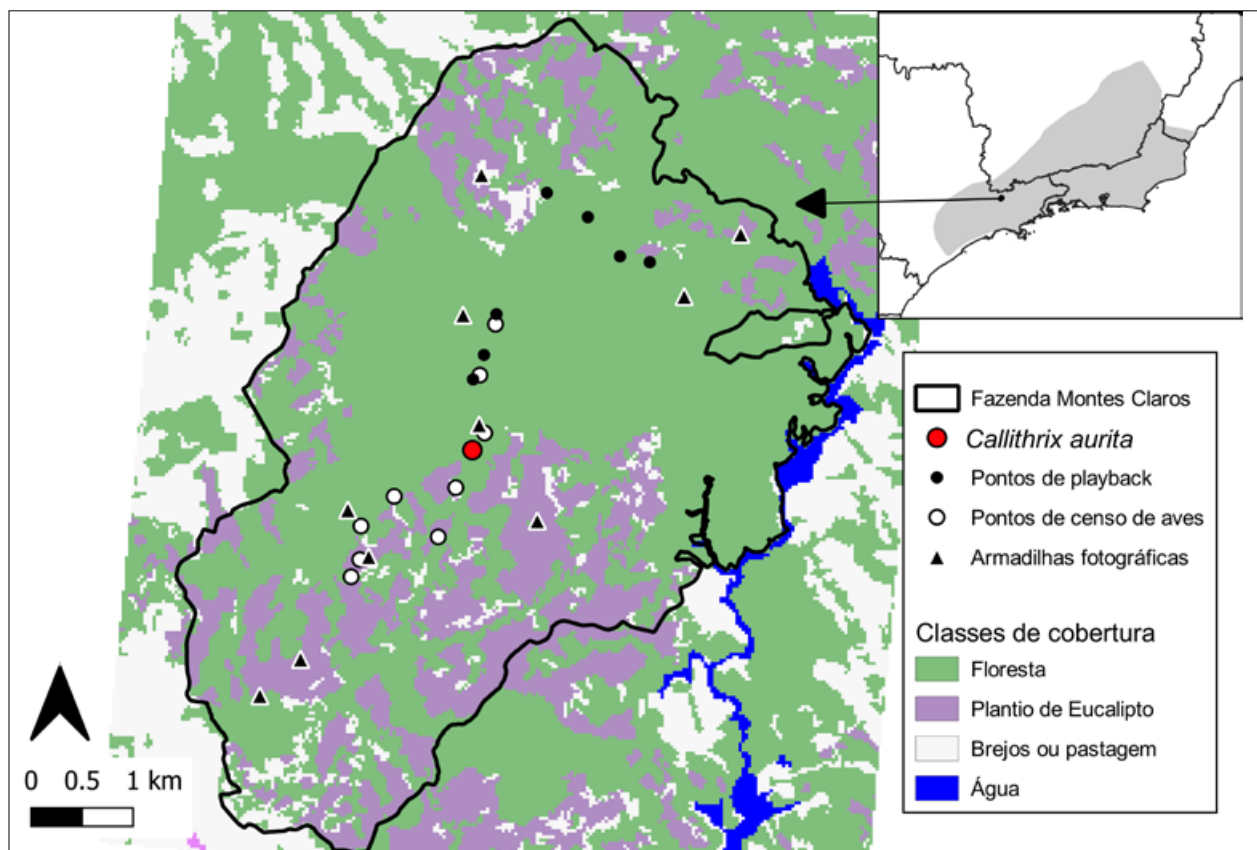 Fazenda Montes Claros
Callithrix aurita
Pontos de playback
Pontos de censo de aves
Armadilhas fotográficas
Classes de cobertura
Floresta
Plantio de Eucalipto
Brejos ou pastagem
Água
0 0.5 1 km